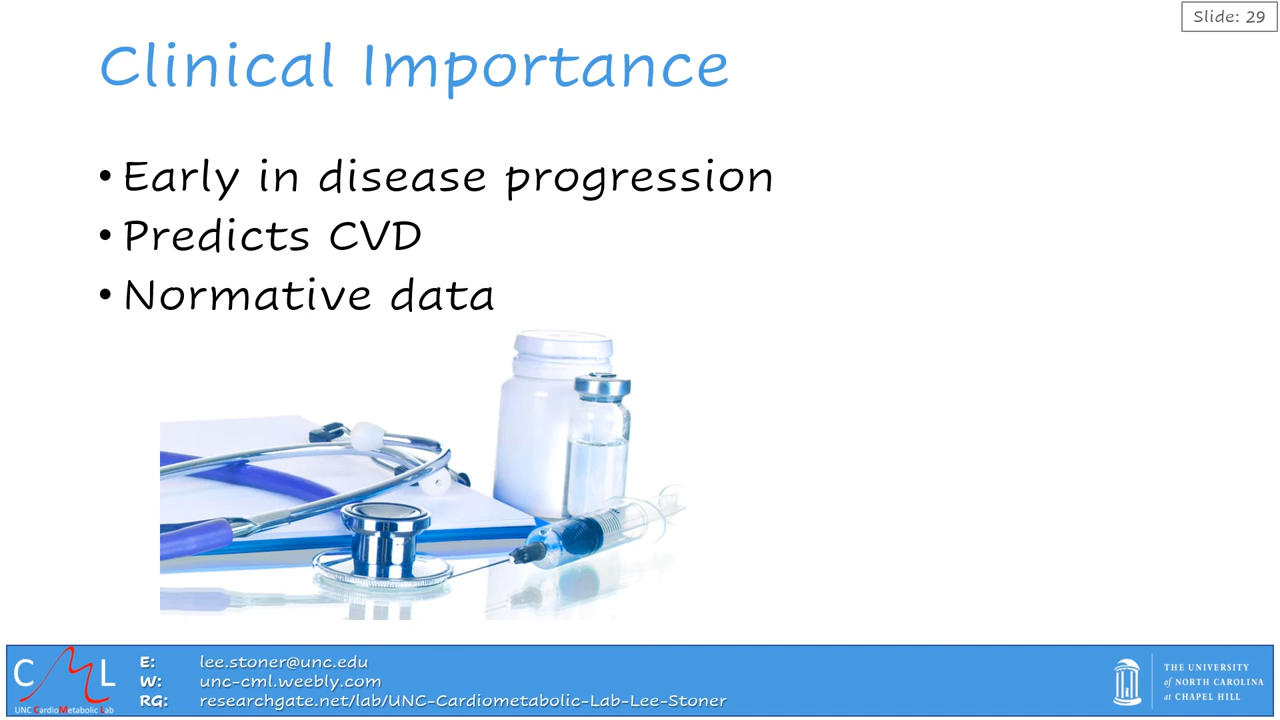 Slide: 29
Clinical Importance
• Early in disease progression
• Predicts CVD
• Normative data
C L
UNC CardioMetabolic Lab
E: lee.stoner@unc.edu
W: unc-cml.weebly.com
RG: researchgate.net/lab/UNC-Cardiometabolic-Lab-Lee-Stoner
THE UNIVERSITY
of NORTH CAROLINA
at CHAPEL HILL